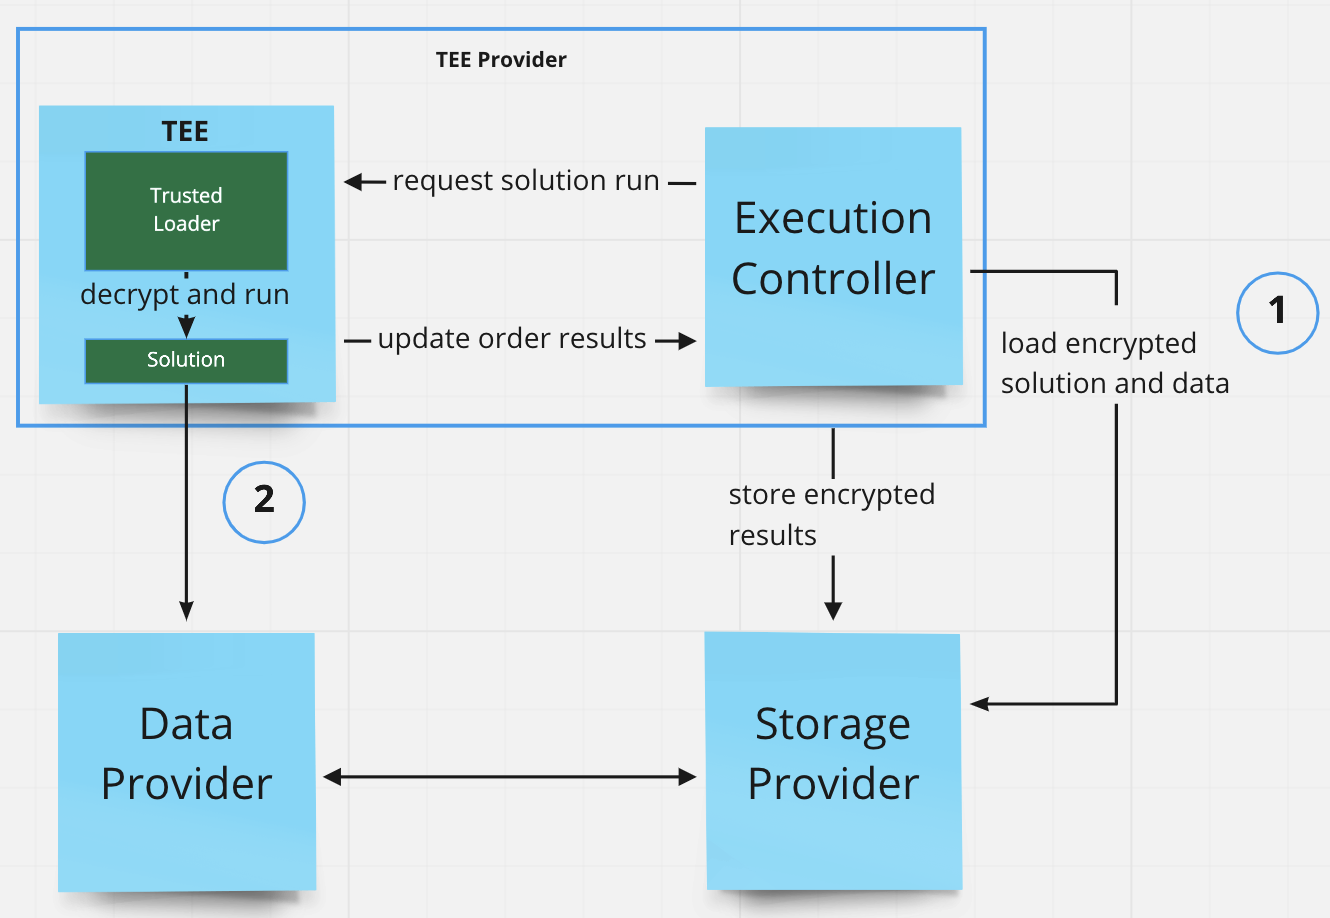 TEE Provider
TEE
Trusted
Loader
decrypt and run
Solution
request solution run
update order results
Execution
Controller
1
load encrypted
solution and data
2
store encrypted
results
Data
Provider
Storage
Provider